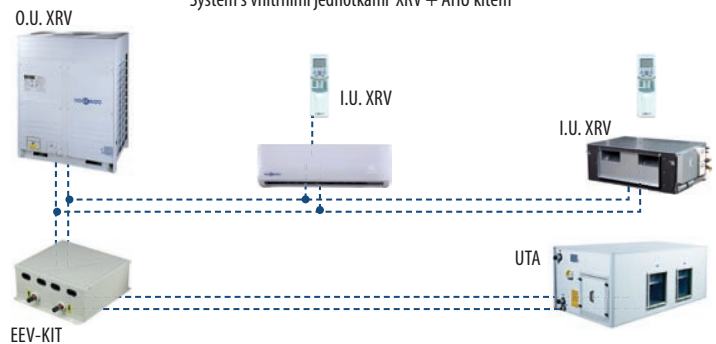 Systém s vnitřními jednotkami XRV + AHU kitem
O.U. XRV
I.U. XRV
I.U. XRV
UTA
EEV-KIT